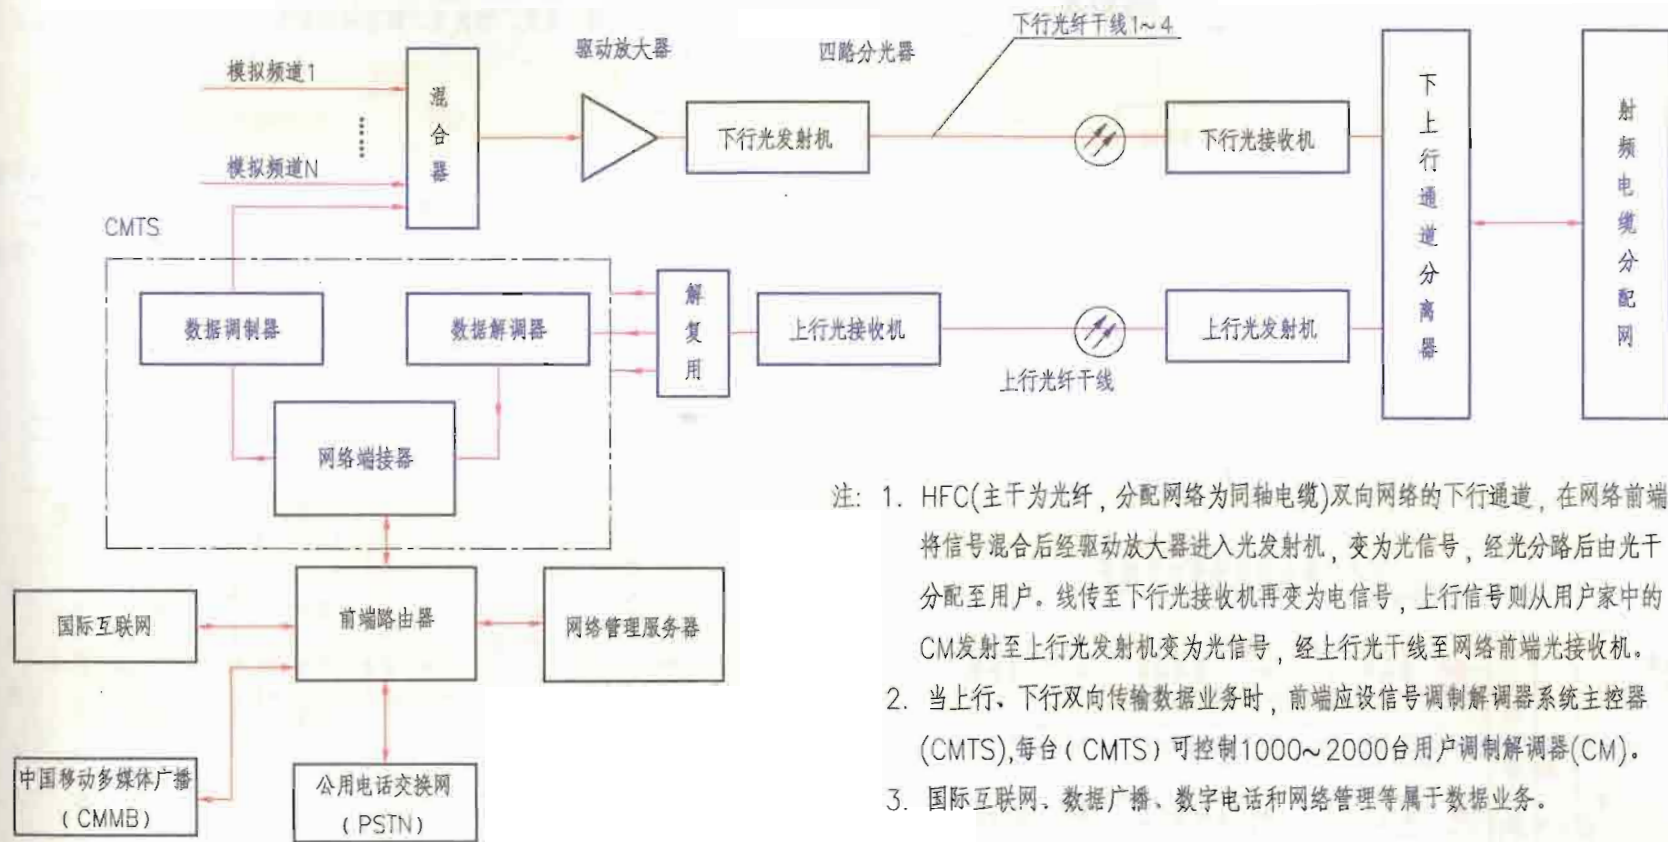 下行光纤干线1~4
驱动放大器
四路分光器
模拟频道1
混合器
下行光发射机
下行光接收机
下上行通道分离器
射频电缆分配网
模拟频道N
CMTS
数据调制器
数据解调器
解复用
上行光接收机
上行光发射机
上行光纤干线
网络端接器
国际互联网
前端路由器
网络管理服务器
中国移动多媒体广播
(CMMB)
公用电话交换网
(PSTN)
注: 1. HFC(主干为光纤,分配网络为同轴电缆)双向网络的下行通道,在网络前端
将信号混合后经驱动放大器进入光发射机,变为光信号,经光分路后由光干
分配至用户。线传至下行光接收机再变为电信号,上行信号则从用户家中的
CM发射至上行光发射机变为光信号,经上行光干线至网络前端光接收机。
2. 当上行、下行双向传输数据业务时,前端应设信号调制解调器系统主控器
(CMTS),每台(CMTS)可控制1000~2000台用户调制解调器(CM)。
3. 国际互联网、数据广播、数字电话和网络管理等属于数据业务。